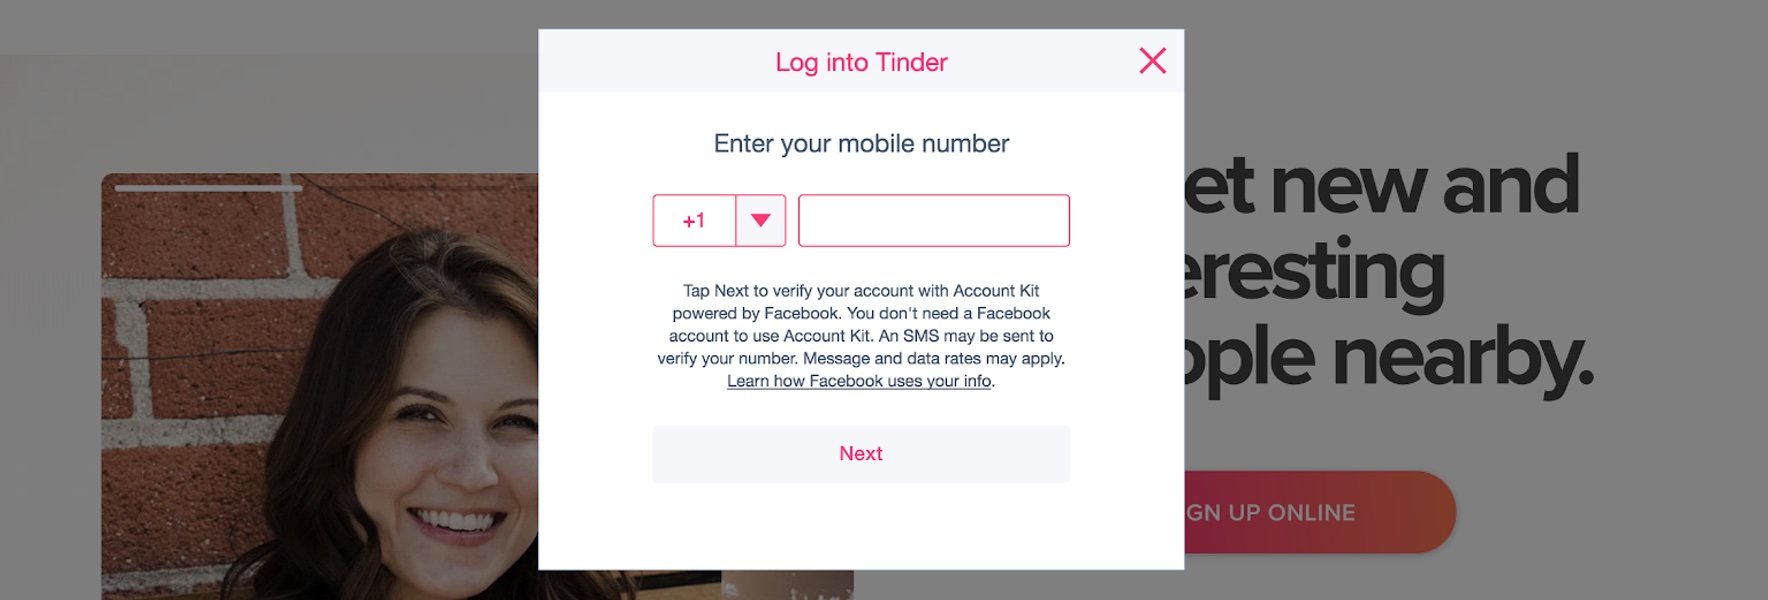 Log into Tinder
Enter your mobile number
+1
Tap Next to verify your account with Account Kit
powered by Facebook. You don't need a Facebook
account to use Account Kit. An SMS may be sent to
verify your number. Message and data rates may apply.
Learn how Facebook uses your info.
Next
et new and
eresting
ople nearby.
GN UP ONLINE